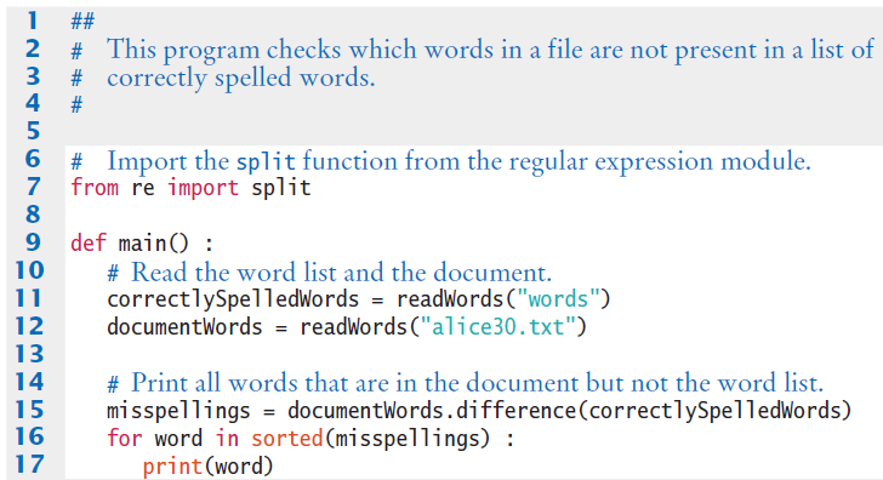 1 ##
2 # This program checks which words in a file are not present in a list of
3 # correctly spelled words.
4 #
5
6 # Import the split function from the regular expression module.
7 from re import split
8
9 def main() :
10 # Read the word list and the document.
11 correctlySpelledWords = readWords("words")
12 documentWords = readWords("alice30.txt")
13
14 # Print all words that are in the document but not the word list.
15 misspellings = documentWords.difference(correctlySpelledWords)
16 for word in sorted(misspellings) :
17 print(word)